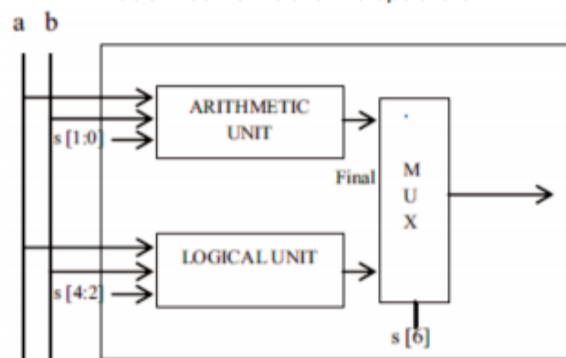 a b
ARITHMETIC
UNIT
s [1:0]
Final
M
U
X
LOGICAL UNIT
s [4:2]
s [6]